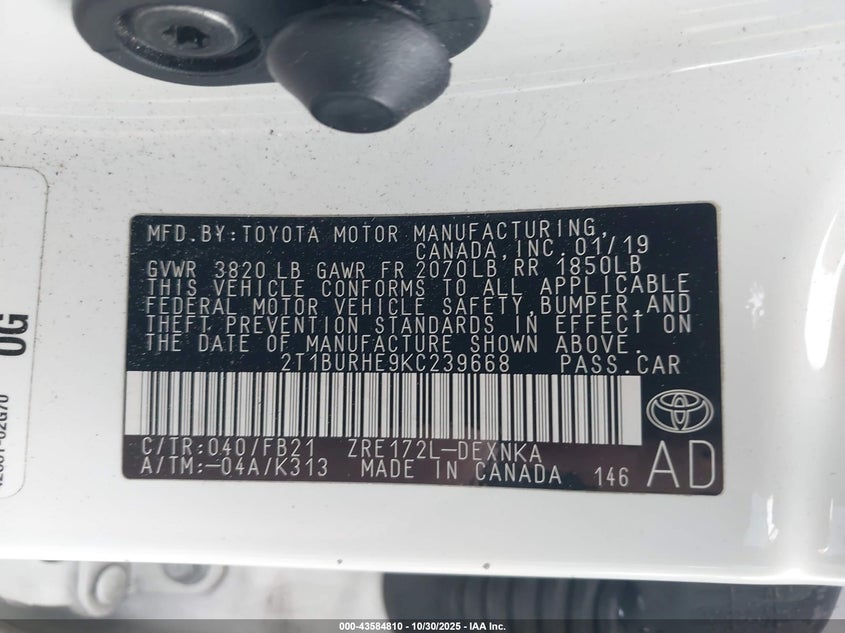 MFD.BY:TOYOTA MOTOR MANUFACTURING,
CANADA,INC. 01/19
GVWR 3820 LB GAWR FR 2070LB RR 1850LB
THIS VEHICLE CONFORMS TO ALL APPLICABLE
FEDERAL MOTOR VEHICLE SAFETY,BUMPER,AND
THEFT PREVENTION STANDARDS IN EFFECT ON
THE DATE OF MANUFACTURE SHOWN ABOVE.
2T1BURHE9KC239668 PASS.CAR
C/TR:040/FB21 ZRE172L-DEXNKA
A/TM:-04A/K313 MADE IN CANADA 146
AD
0G
000-43584810 | 10/30/2025 - IAA Inc.